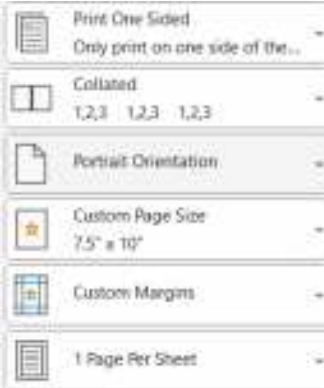 Print One Sided
Only print on one side of the...
Collated
1,2,3 1,2,3 1,2,3
Portrait Orientation
Custom Page Size
7.5" x 10"
Custom Margins
1 Page Per Sheet